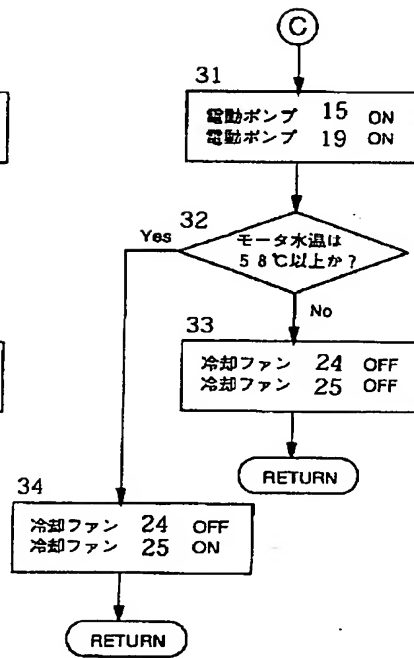 C
31
電動ポンプ 15 ON
電動ポンプ 19 ON
32
Yes
モータ水温は
58℃以上か?
No
33
冷却ファン 24 OFF
冷却ファン 25 OFF
RETURN
34
冷却ファン 24 OFF
冷却ファン 25 ON
RETURN